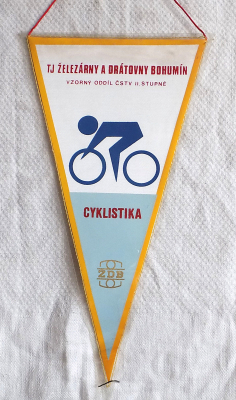 TJ ŽELEZÁRNY A DRÁTOVNY BOHUMÍN
VZORNÝ ODDÍL ČSTV II. STUPNĚ
CYKLISTIKA
ŽDB